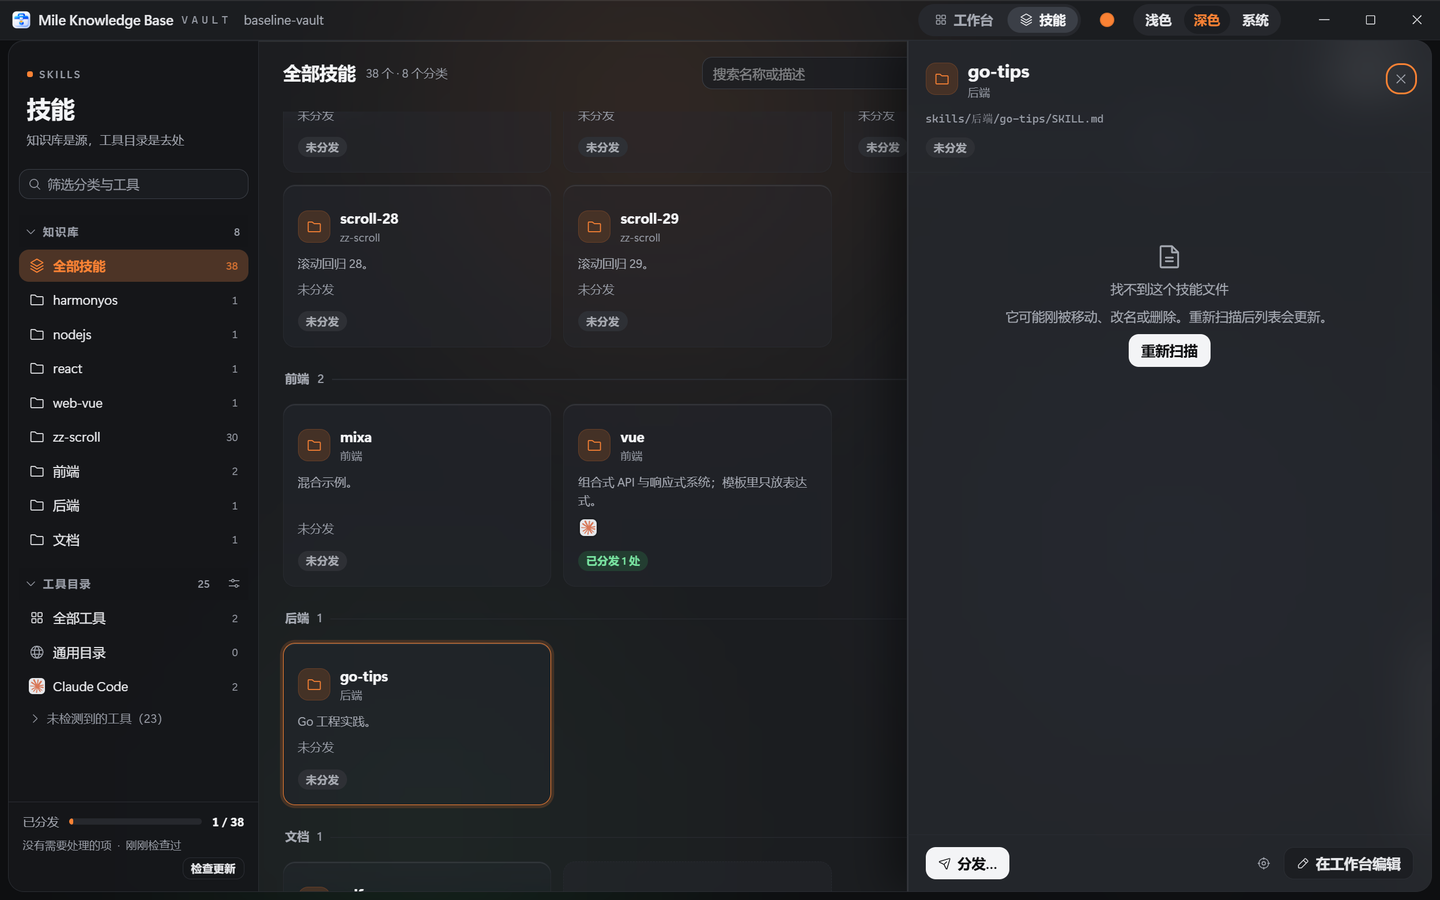 Mile Knowledge Base VAULT baseline-vault
工作台 技能 浅色 深色 系统
SKILLS
技能
知识库是源，工具目录是去处
筛选分类与工具
知识库 8
全部技能 38
harmonyos 1
nodejs 1
react 1
web-vue 1
zz-scroll 30
前端 2
后端 1
文档 1
工具目录 25
全部工具 2
通用目录 0
Claude Code 2
未检测到的工具（23）
已分发 1 / 38
没有需要处理的项 · 刚刚检查过
检查更新
全部技能 38 个 · 8 个分类
搜索名称或描述
未分发 未分发 未分发
未分发 未分发 未分发
scroll-28
zz-scroll
滚动回归 28。
未分发
未分发
scroll-29
zz-scroll
滚动回归 29。
未分发
未分发
前端 2
mixa
前端
混合示例。
未分发
未分发
vue
前端
组合式 API 与响应式系统；模板里只放表达
式。
已分发 1 处
后端 1
go-tips
后端
Go 工程实践。
未分发
未分发
文档 1
go-tips
后端
skills/后端/go-tips/SKILL.md
未分发
找不到这个技能文件
它可能刚被移动、改名或删除。重新扫描后列表会更新。
重新扫描
分发...
在工作台编辑